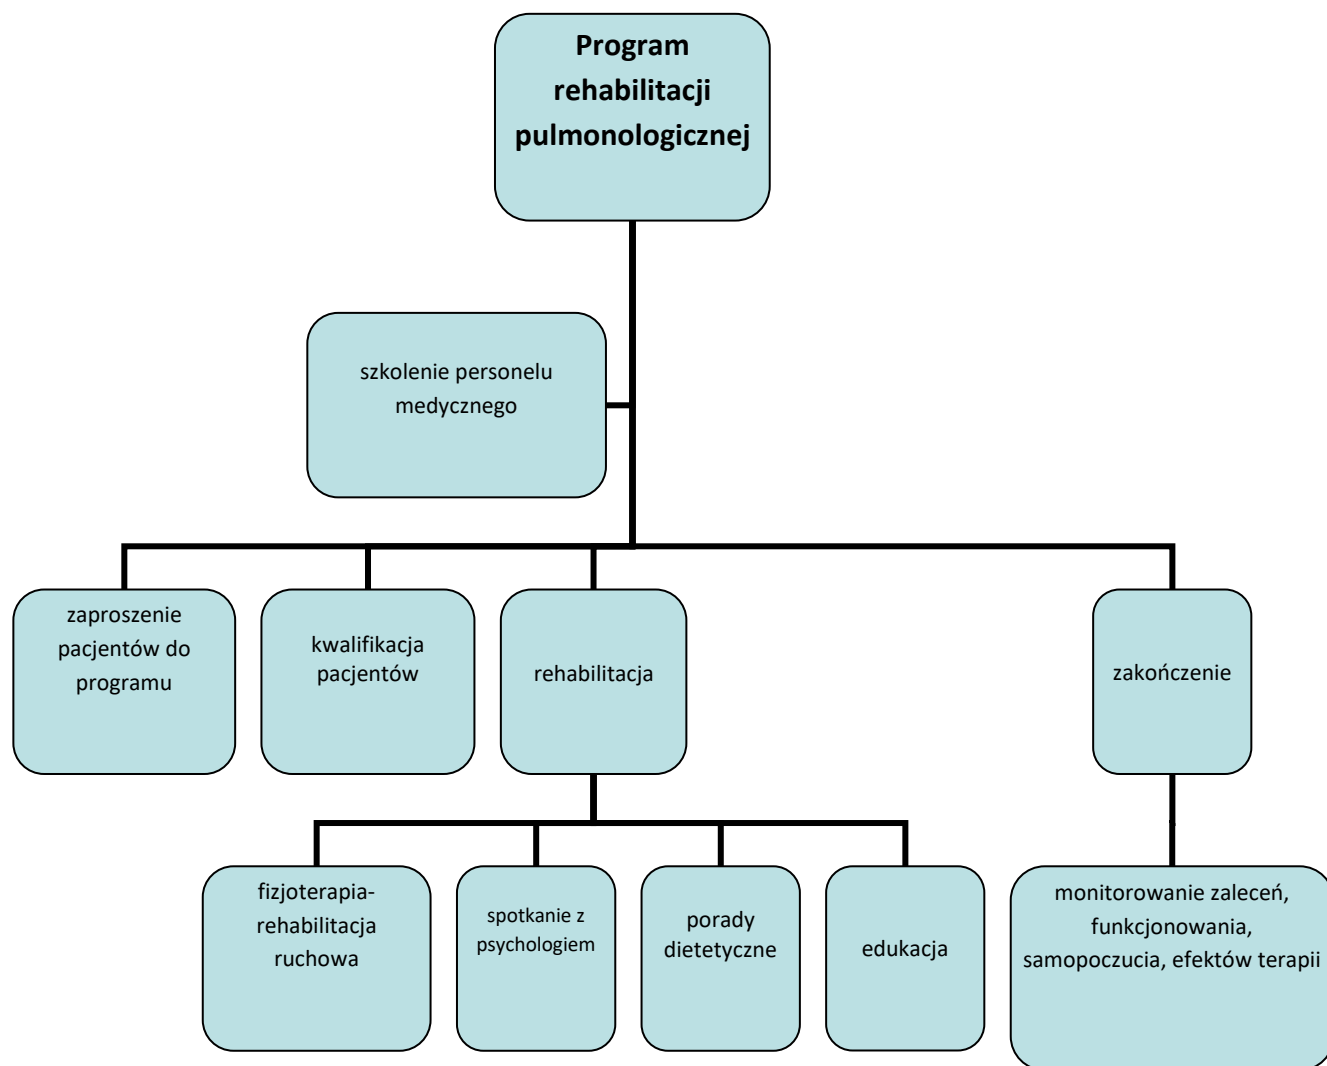 Program
rehabilitacji
pulmonologicznej
szkolenie personelu
medycznego
zaproszenie
pacjentów do
programu
kwalifikacja
pacjentów
rehabilitacja
zakończenie
fizjoterapia-
rehabilitacja
ruchowa
spotkanie z
psychologiem
porady
dietetyczne
edukacja
monitorowanie zaleceń,
funkcjonowania,
samopoczucia, efektów terapii